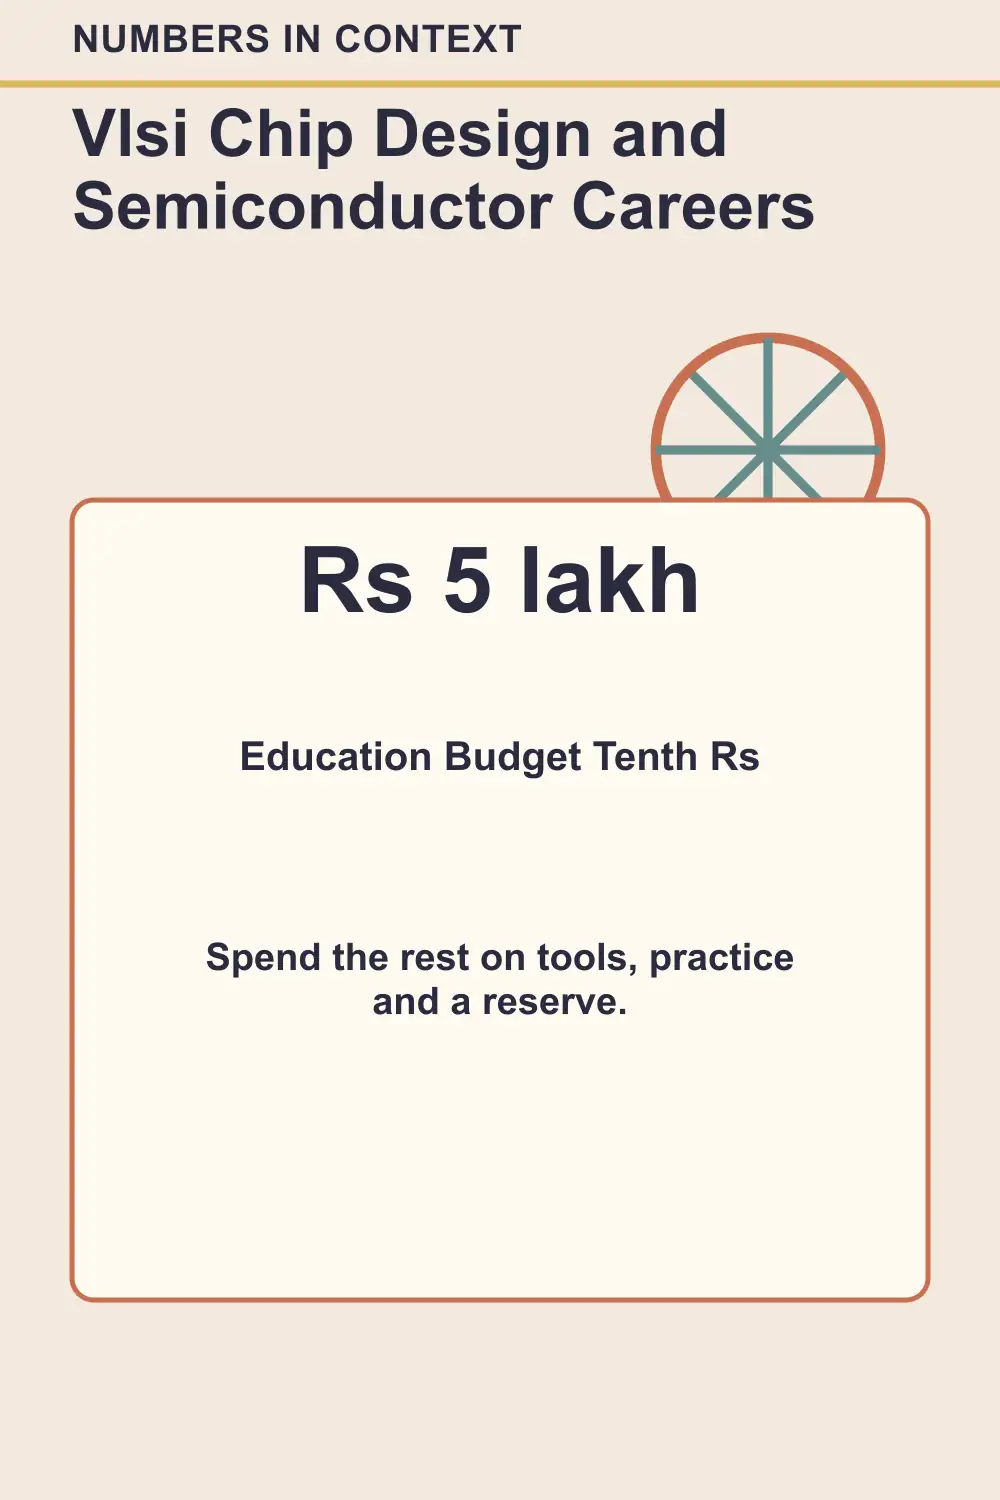 NUMBERS IN CONTEXT
Vlsi Chip Design and
Semiconductor Careers
Rs 5 lakh
Education Budget Tenth Rs
Spend the rest on tools, practice
and a reserve.